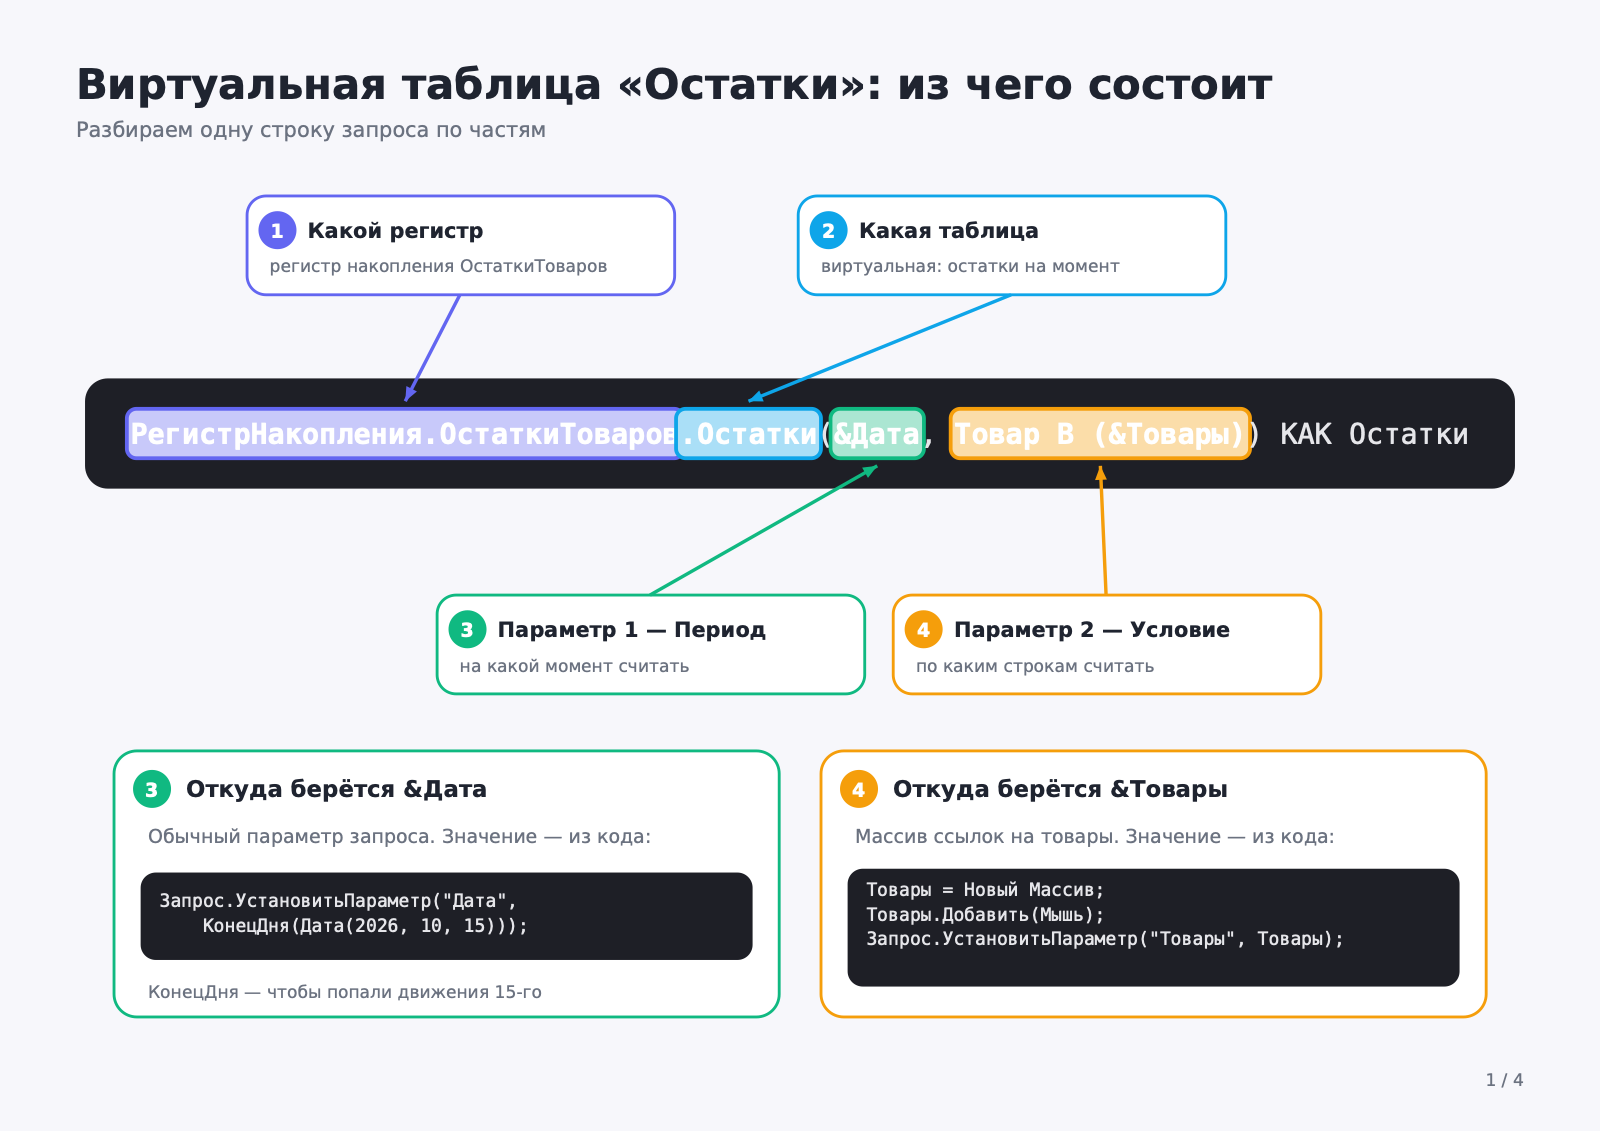 Виртуальная таблица «Остатки»: из чего состоит
Разбираем одну строку запроса по частям
1 Какой регистр
регистр накопления ОстаткиТоваров
2 Какая таблица
виртуальная: остатки на момент
РегистрНакопления.ОстаткиТоваров.Остатки(&Дата, Товар В (&Товары)) КАК Остатки
3 Параметр 1 — Период
на какой момент считать
4 Параметр 2 — Условие
по каким строкам считать
3 Откуда берётся &Дата
Обычный параметр запроса. Значение — из кода:
Запрос.УстановитьПараметр("Дата",
КонецДня(Дата(2026, 10, 15)));
КонецДня — чтобы попали движения 15-го
4 Откуда берётся &Товары
Массив ссылок на товары. Значение — из кода:
Товары = Новый Массив;
Товары.Добавить(Мышь);
Запрос.УстановитьПараметр("Товары", Товары);
1 / 4